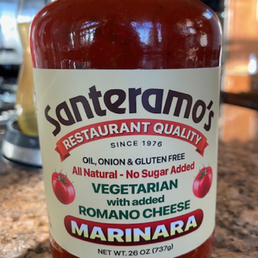 Santeramo's
RESTAURANT QUALITY
SINCE 1976
OIL, ONION & GLUTEN FREE
All Natural - No Sugar Added
VEGETARIAN
with added
ROMANO CHEESE
MARINARA
NET WT. 26 OZ (737g)